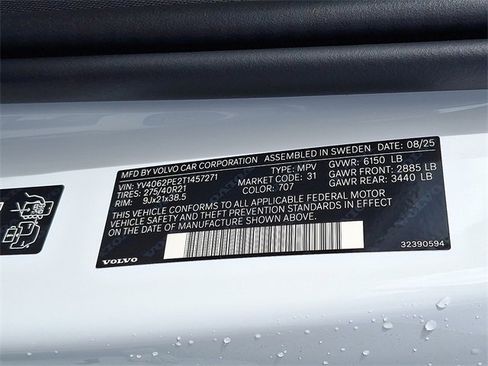 MFD BY VOLVO CAR CORPORATION ASSEMBLED IN SWEDEN DATE: 08/25
VIN: YV4062PE2T1457271 TYPE: MPV GVWR: 6150 LB
TIRES: 275/40R21 MARKET CODE: 31 GAWR FRONT: 2885 LB
RIM: 9Jx21x38.5 COLOR: 707 GAWR REAR: 3440 LB
THIS VEHICLE CONFORMS TO ALL APPLICABLE FEDERAL MOTOR
VEHICLE SAFETY AND THEFT PREVENTION STANDARDS IN EFFECT
ON THE DATE OF MANUFACTURE SHOWN ABOVE.
VOLVO
32390594